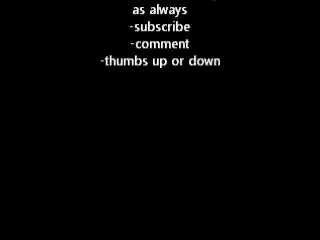 as always
-subscribe
-comment
-thumbs up or down